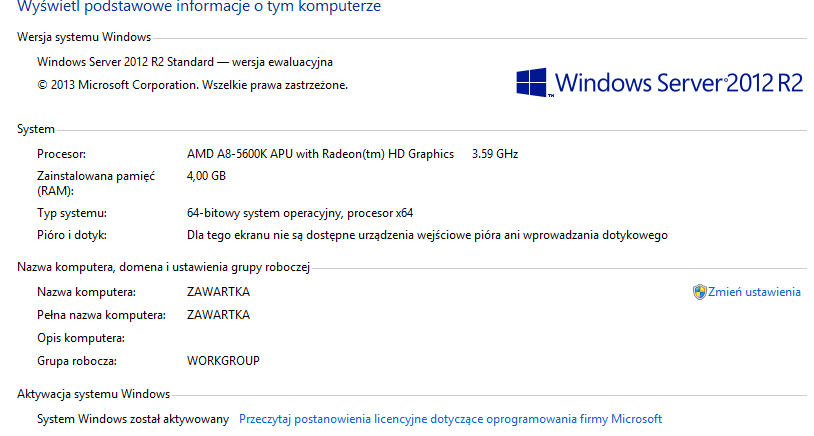 Wyświetl podstawowe informacje o tym komputerze
Wersja systemu Windows
Windows Server 2012 R2 Standard — wersja ewaluacyjna
© 2013 Microsoft Corporation. Wszelkie prawa zastrzeżone.
Windows Server 2012 R2
System
Procesor: AMD A8-5600K APU with Radeon(tm) HD Graphics 3.59 GHz
Zainstalowana pamięć 4,00 GB
(RAM):
Typ systemu: 64-bitowy system operacyjny, procesor x64
Pióro i dotyk: Dla tego ekranu nie są dostępne urządzenia wejściowe pióra ani wprowadzania dotykowego
Nazwa komputera, domena i ustawienia grupy roboczej
Nazwa komputera: ZAWARTKA Zmień ustawienia
Pełna nazwa komputera: ZAWARTKA
Opis komputera:
Grupa robocza: WORKGROUP
Aktywacja systemu Windows
System Windows został aktywowany Przeczytaj postanowienia licencyjne dotyczące oprogramowania firmy Microsoft